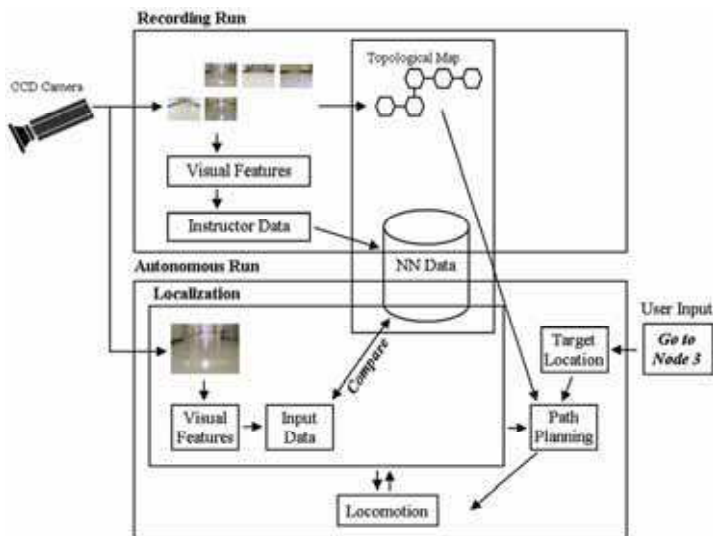 Recording Run
CCD Camera
Topological Map
Visual Features
Instructor Data
NN Data
Autonomous Run
Localization
Compare
Visual
Features
Input
Data
User Input
Go to
Node 3
Target
Location
Path
Planning
Locomotion